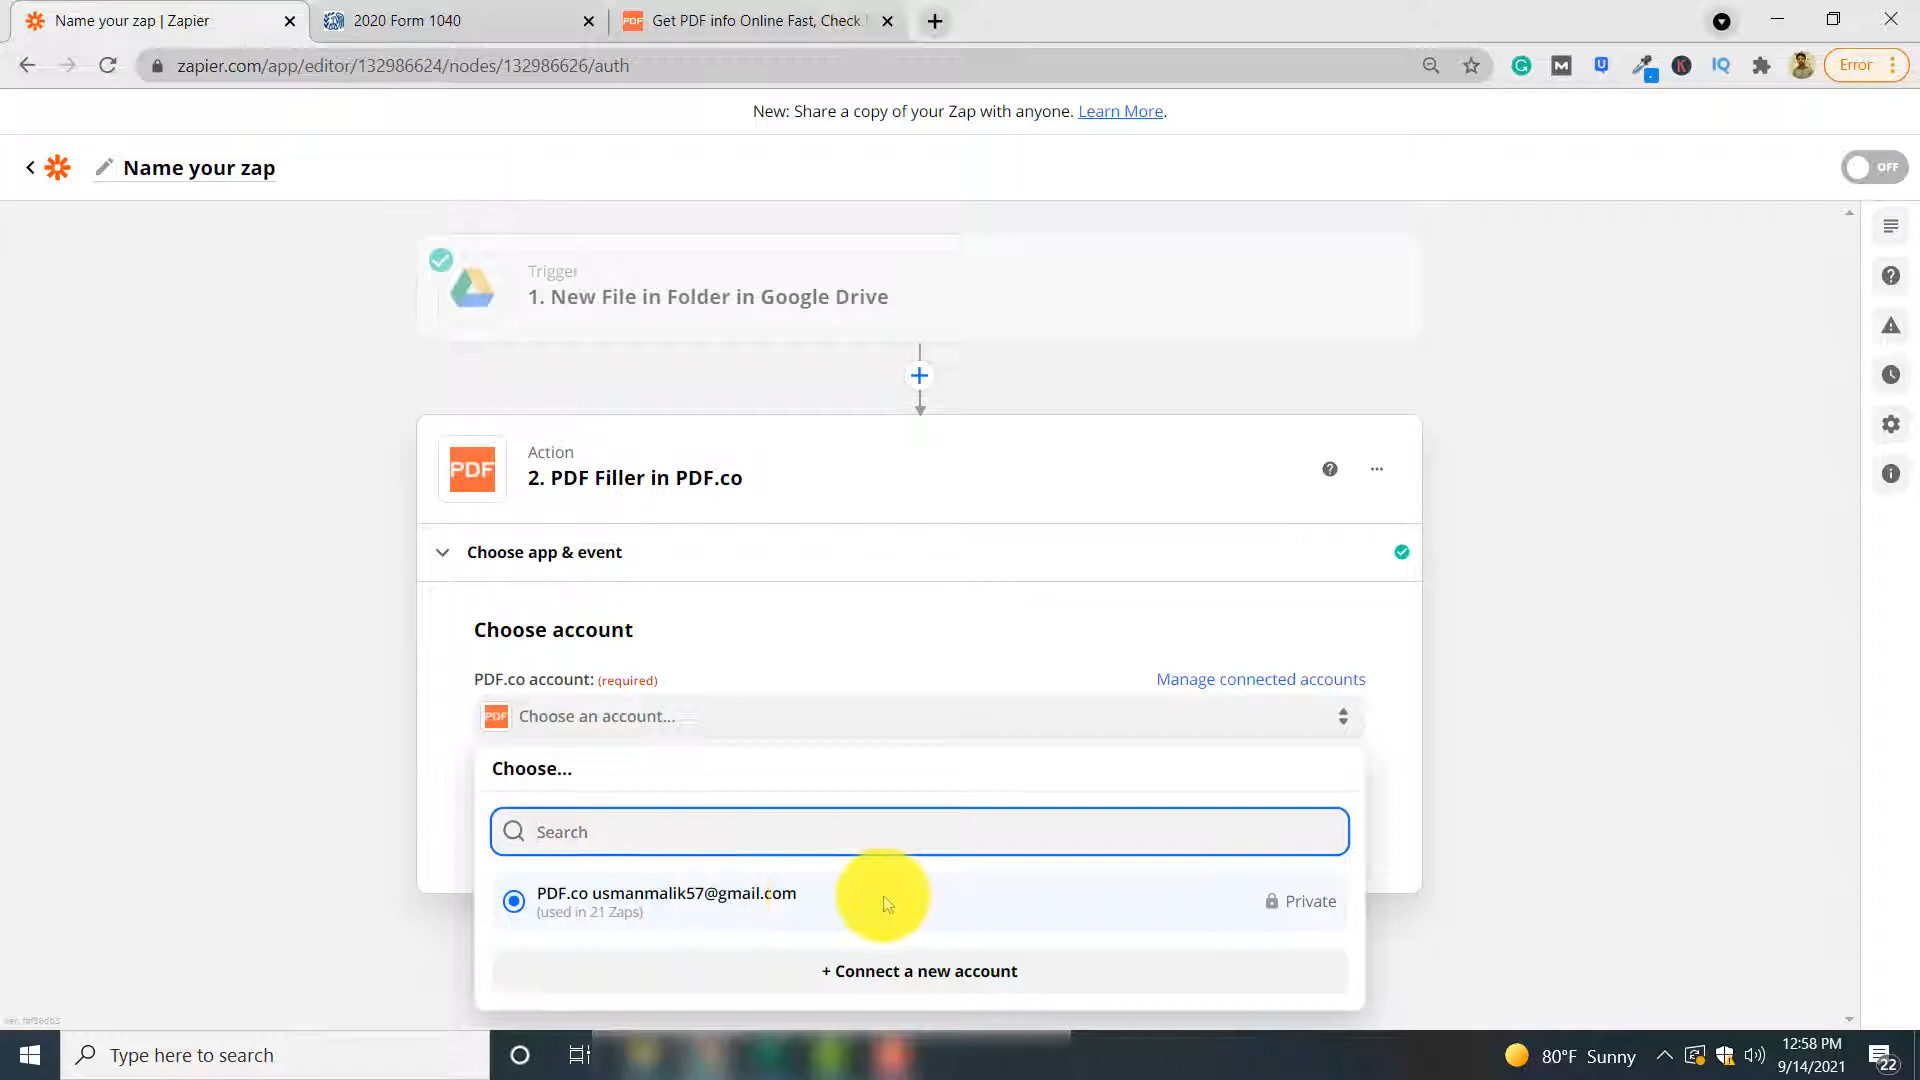 Name your zap | Zapier
2020 Form 1040
PDF
Get PDF info Online Fast, Check
zapier.com/app/editor/132986624/nodes/132986626/auth
Error
New: Share a copy of your Zap with anyone. Learn More.
Name your zap
OFF
Trigger
1. New File in Folder in Google Drive
PDF
Action
2. PDF Filler in PDF.co
Choose app & event
Choose account
PDF.co account: (required)
Manage connected accounts
PDF
Choose an account...
Choose...
Search
PDF.co usmanmalik57@gmail.com
(used in 21 Zaps)
Private
+ Connect a new account
Type here to search
80°F Sunny
12:58 PM
9/14/2021
22